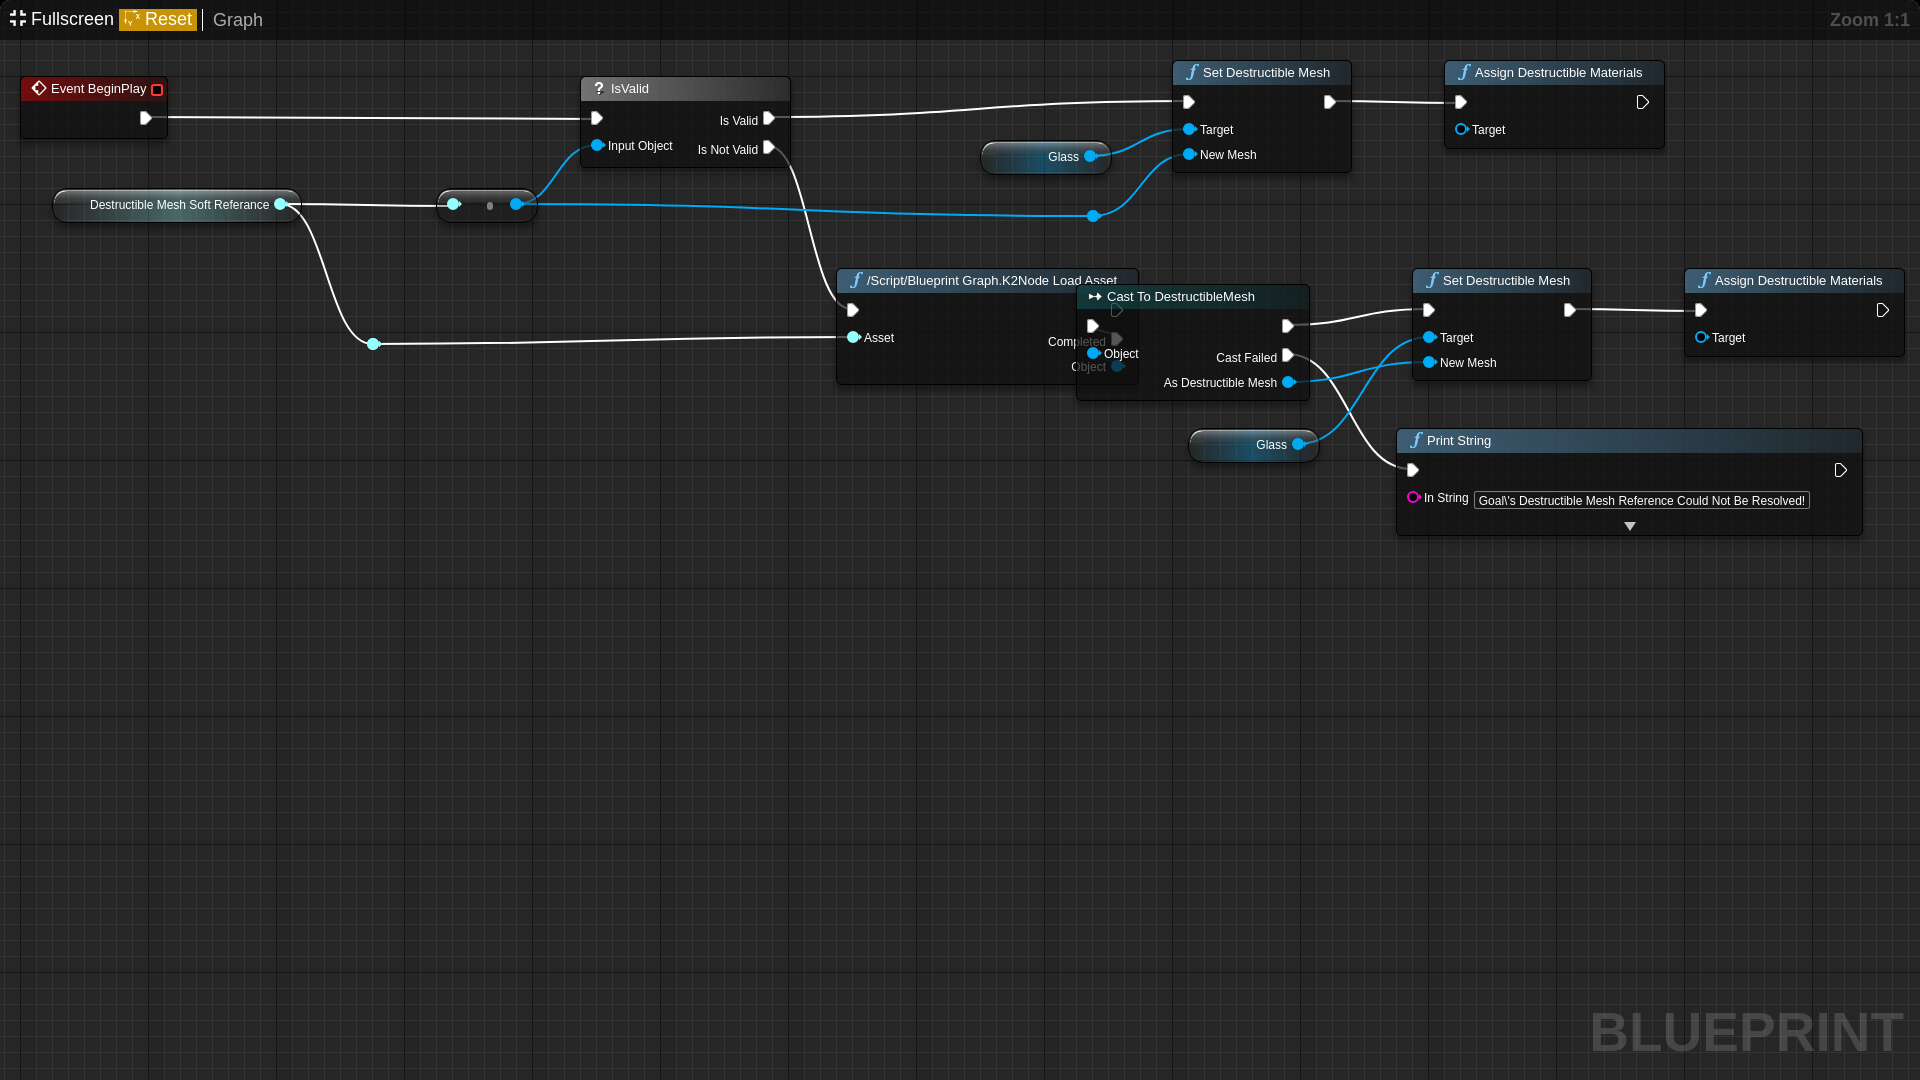 Fullscreen Reset Graph
Zoom 1:1
Event BeginPlay
? IsValid
Is Valid
Input Object
Is Not Valid
Destructible Mesh Soft Referance
f Set Destructible Mesh
Target
New Mesh
Glass
f Assign Destructible Materials
Target
f /Script/Blueprint Graph.K2Node Load Asset
Asset
Completed
Object
Cast To DestructibleMesh
Object
Cast Failed
As Destructible Mesh
Glass
f Set Destructible Mesh
Target
New Mesh
f Assign Destructible Materials
Target
f Print String
In String Goal\'s Destructible Mesh Reference Could Not Be Resolved!
BLUEPRINT